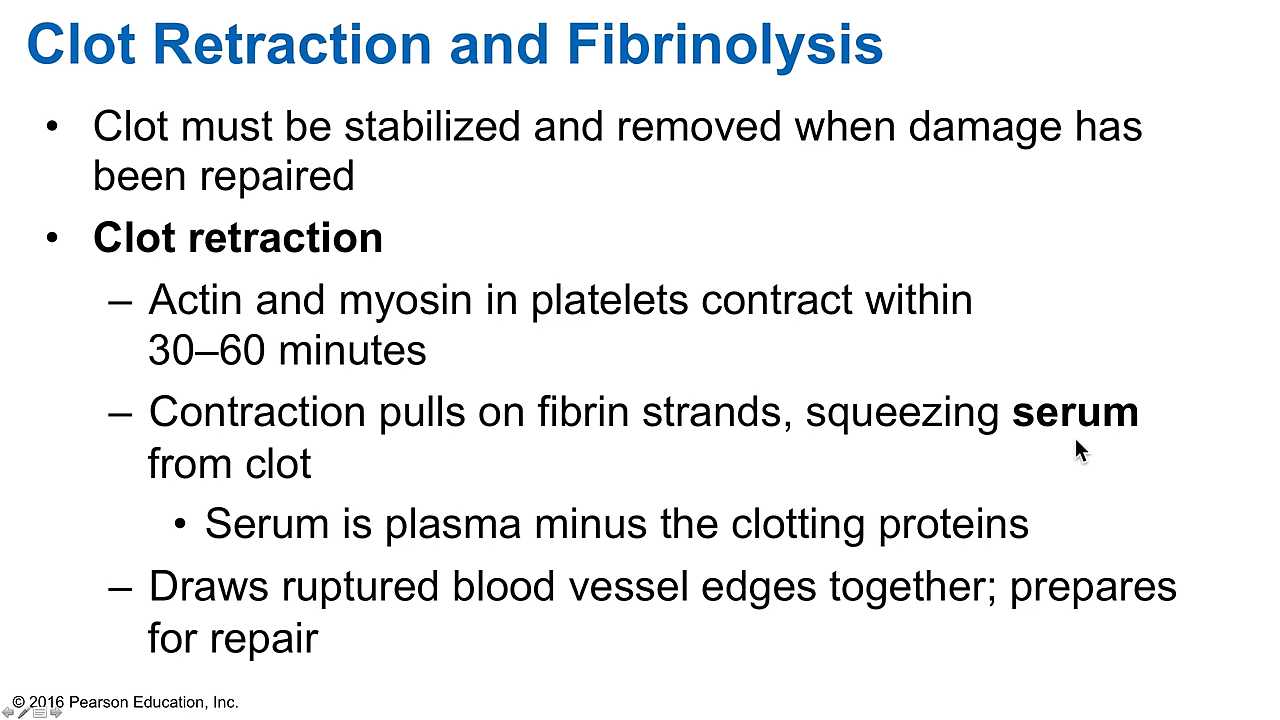 Clot Retraction and Fibrinolysis
• Clot must be stabilized and removed when damage has
been repaired
• Clot retraction
– Actin and myosin in platelets contract within
30–60 minutes
– Contraction pulls on fibrin strands, squeezing serum
from clot
• Serum is plasma minus the clotting proteins
– Draws ruptured blood vessel edges together; prepares
for repair
© 2016 Pearson Education, Inc.